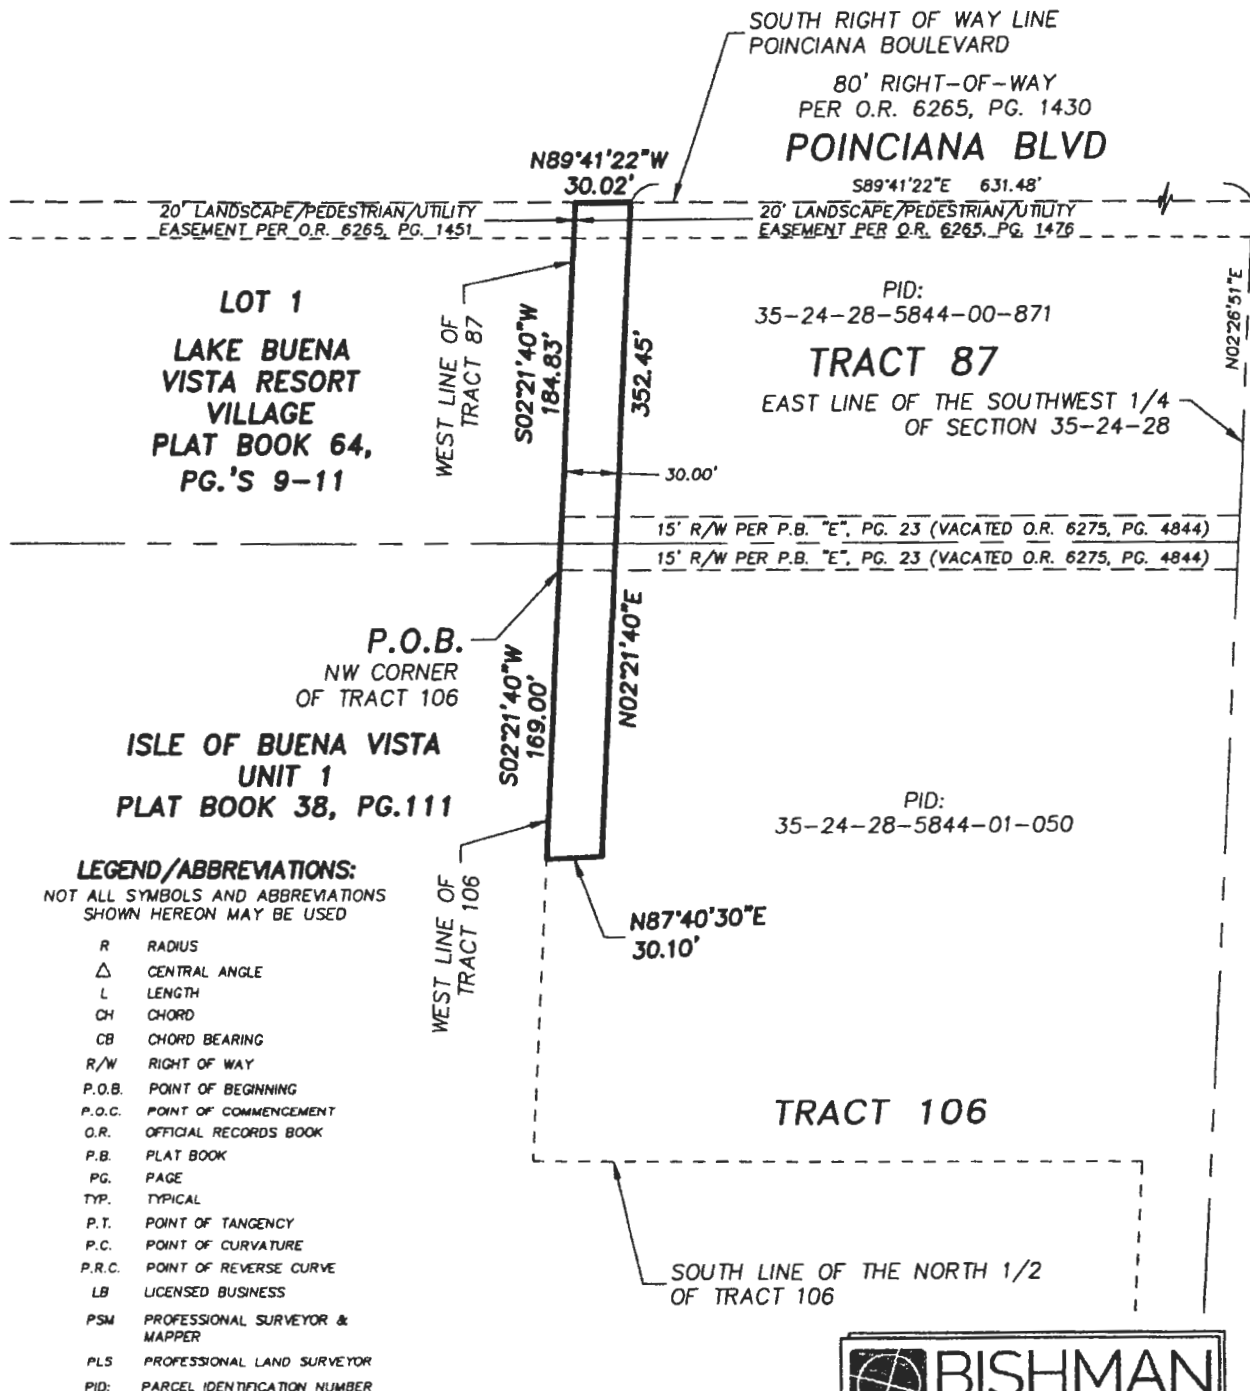 SOUTH RIGHT OF WAY LINE
POINCIANA BOULEVARD
80' RIGHT-OF-WAY
PER O.R. 6265, PG. 1430
POINCIANA BLVD
N89°41'22"W
30.02'
S89°41'22"E 631.48'
20' LANDSCAPE/PEDESTRIAN/UTILITY
EASEMENT PER O.R. 6265, PG. 1451
20' LANDSCAPE/PEDESTRIAN/UTILITY
EASEMENT PER O.R. 6265, PG. 1476
LOT 1
LAKE BUENA
VISTA RESORT
VILLAGE
PLAT BOOK 64,
PG.'S 9-11
WEST LINE OF
TRACT 87
S02°21'40"W
184.83'
352.45'
PID:
35-24-28-5844-00-871
TRACT 87
EAST LINE OF THE SOUTHWEST 1/4
OF SECTION 35-24-28
N02°26'51"E
30.00'
15' R/W PER P.B. "E", PG. 23 (VACATED O.R. 6275, PG. 4844)
15' R/W PER P.B. "E", PG. 23 (VACATED O.R. 6275, PG. 4844)
P.O.B.
NW CORNER
OF TRACT 106
S02°21'40"W
169.00'
N02°21'40"E
ISLE OF BUENA VISTA
UNIT 1
PLAT BOOK 38, PG.111
PID:
35-24-28-5844-01-050
WEST LINE OF
TRACT 106
N87°40'30"E
30.10'
LEGEND/ABBREVIATIONS:
NOT ALL SYMBOLS AND ABBREVIATIONS
SHOWN HEREON MAY BE USED
R RADIUS
△ CENTRAL ANGLE
L LENGTH
CH CHORD
CB CHORD BEARING
R/W RIGHT OF WAY
P.O.B. POINT OF BEGINNING
P.O.C. POINT OF COMMENCEMENT
O.R. OFFICIAL RECORDS BOOK
P.B. PLAT BOOK
PG. PAGE
TYP. TYPICAL
P.T. POINT OF TANGENCY
P.C. POINT OF CURVATURE
P.R.C. POINT OF REVERSE CURVE
LB LICENSED BUSINESS
PSM PROFESSIONAL SURVEYOR &
MAPPER
PLS PROFESSIONAL LAND SURVEYOR
PID: PARCEL IDENTIFICATION NUMBER
TRACT 106
SOUTH LINE OF THE NORTH 1/2
OF TRACT 106
BISHMAN